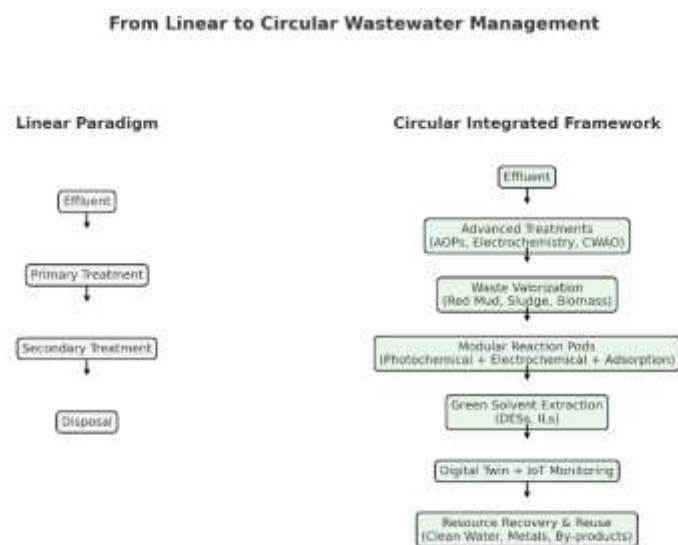 From Linear to Circular Wastewater Management
Linear Paradigm
Effluent
Primary Treatment
Secondary Treatment
Disposal
Circular Integrated Framework
Effluent
Advanced Treatments
(AOPs, Electrochemistry, CWAO)
Waste Valorization
(Red Mud, Sludge, Biomass)
Modular Reaction Pods
(Photochemical + Electrochemical + Adsorption)
Green Solvent Extraction
(DESs, ILs)
Digital Twin + IoT Monitoring
Resource Recovery & Reuse
(Clean Water, Metals, By-products)